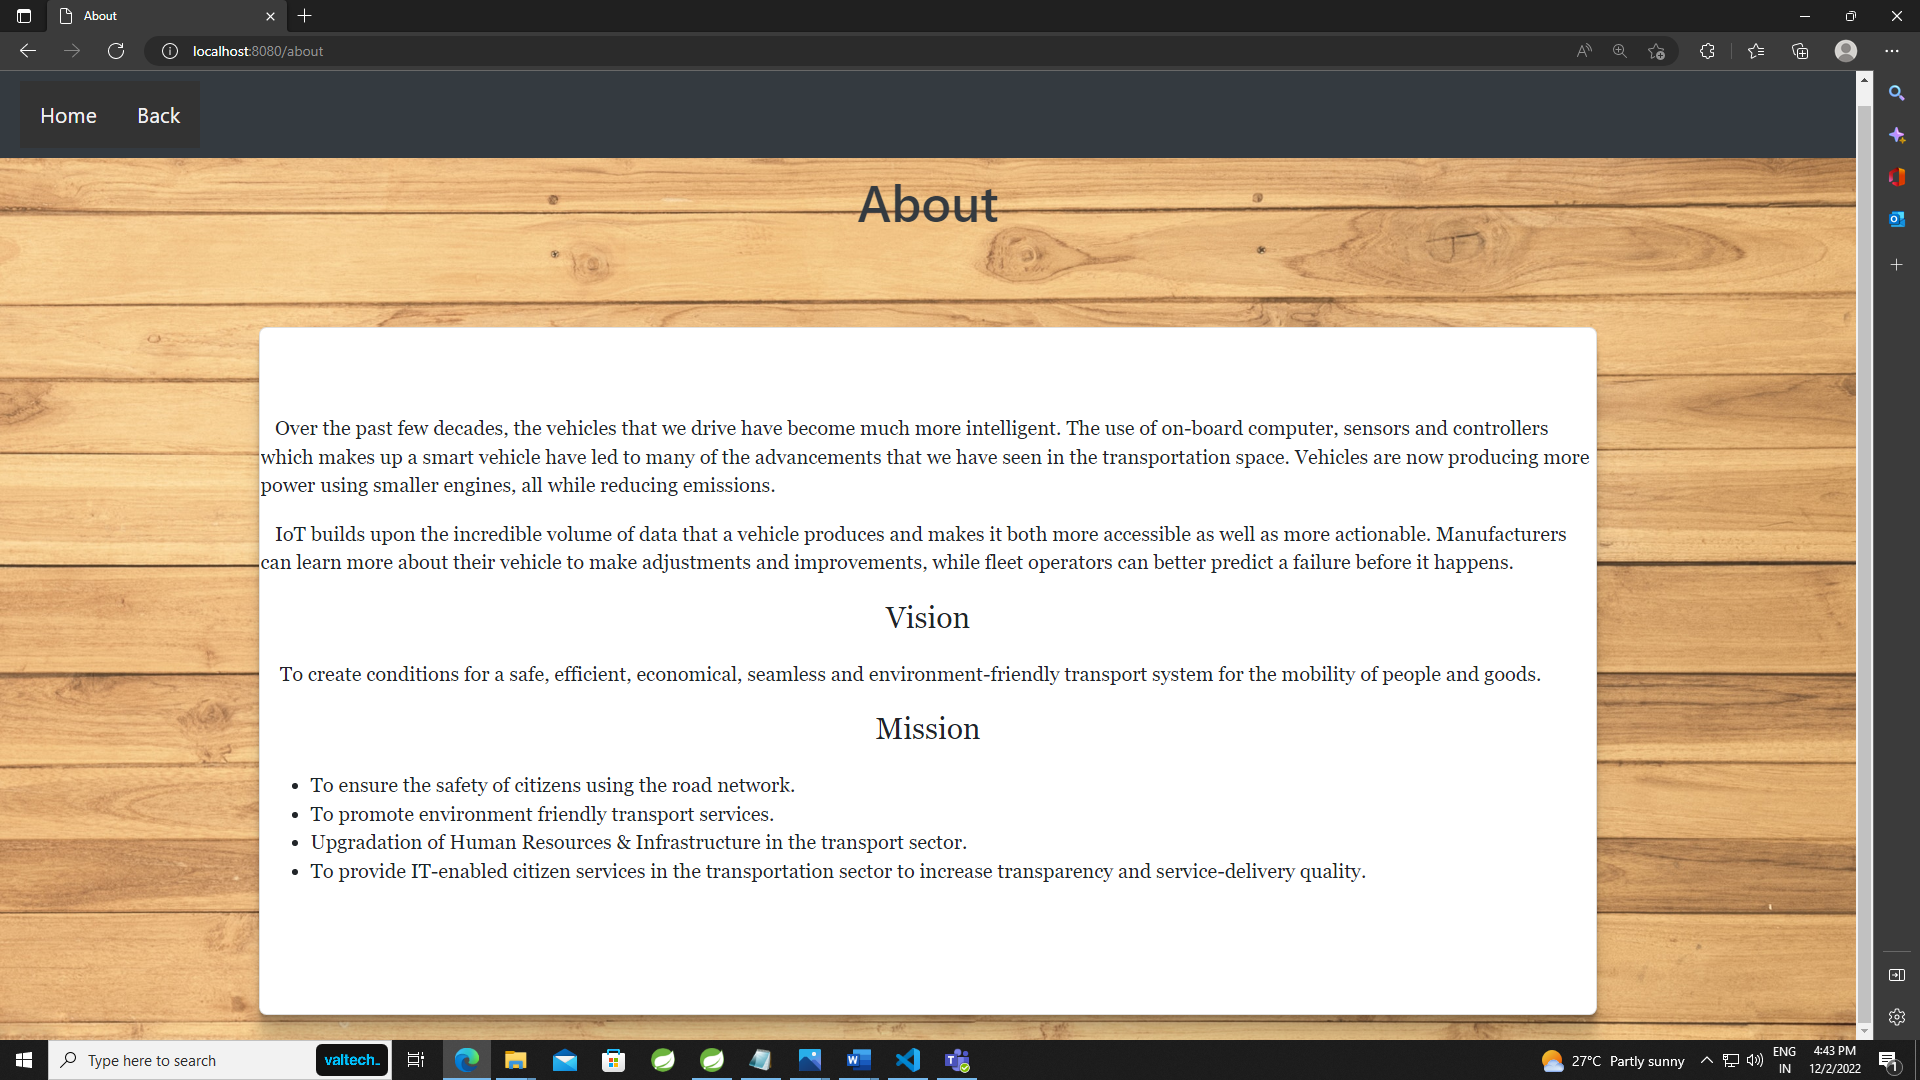 About
localhost:8080/about
Home Back
About
Over the past few decades, the vehicles that we drive have become much more intelligent. The use of on-board computer, sensors and controllers
which makes up a smart vehicle have led to many of the advancements that we have seen in the transportation space. Vehicles are now producing more
power using smaller engines, all while reducing emissions.
IoT builds upon the incredible volume of data that a vehicle produces and makes it both more accessible as well as more actionable. Manufacturers
can learn more about their vehicle to make adjustments and improvements, while fleet operators can better predict a failure before it happens.
Vision
To create conditions for a safe, efficient, economical, seamless and environment-friendly transport system for the mobility of people and goods.
Mission
• To ensure the safety of citizens using the road network.
• To promote environment friendly transport services.
• Upgradation of Human Resources & Infrastructure in the transport sector.
• To provide IT-enabled citizen services in the transportation sector to increase transparency and service-delivery quality.
Type here to search
valtech_
27°C Partly sunny
ENG
IN
4:43 PM
12/2/2022
1